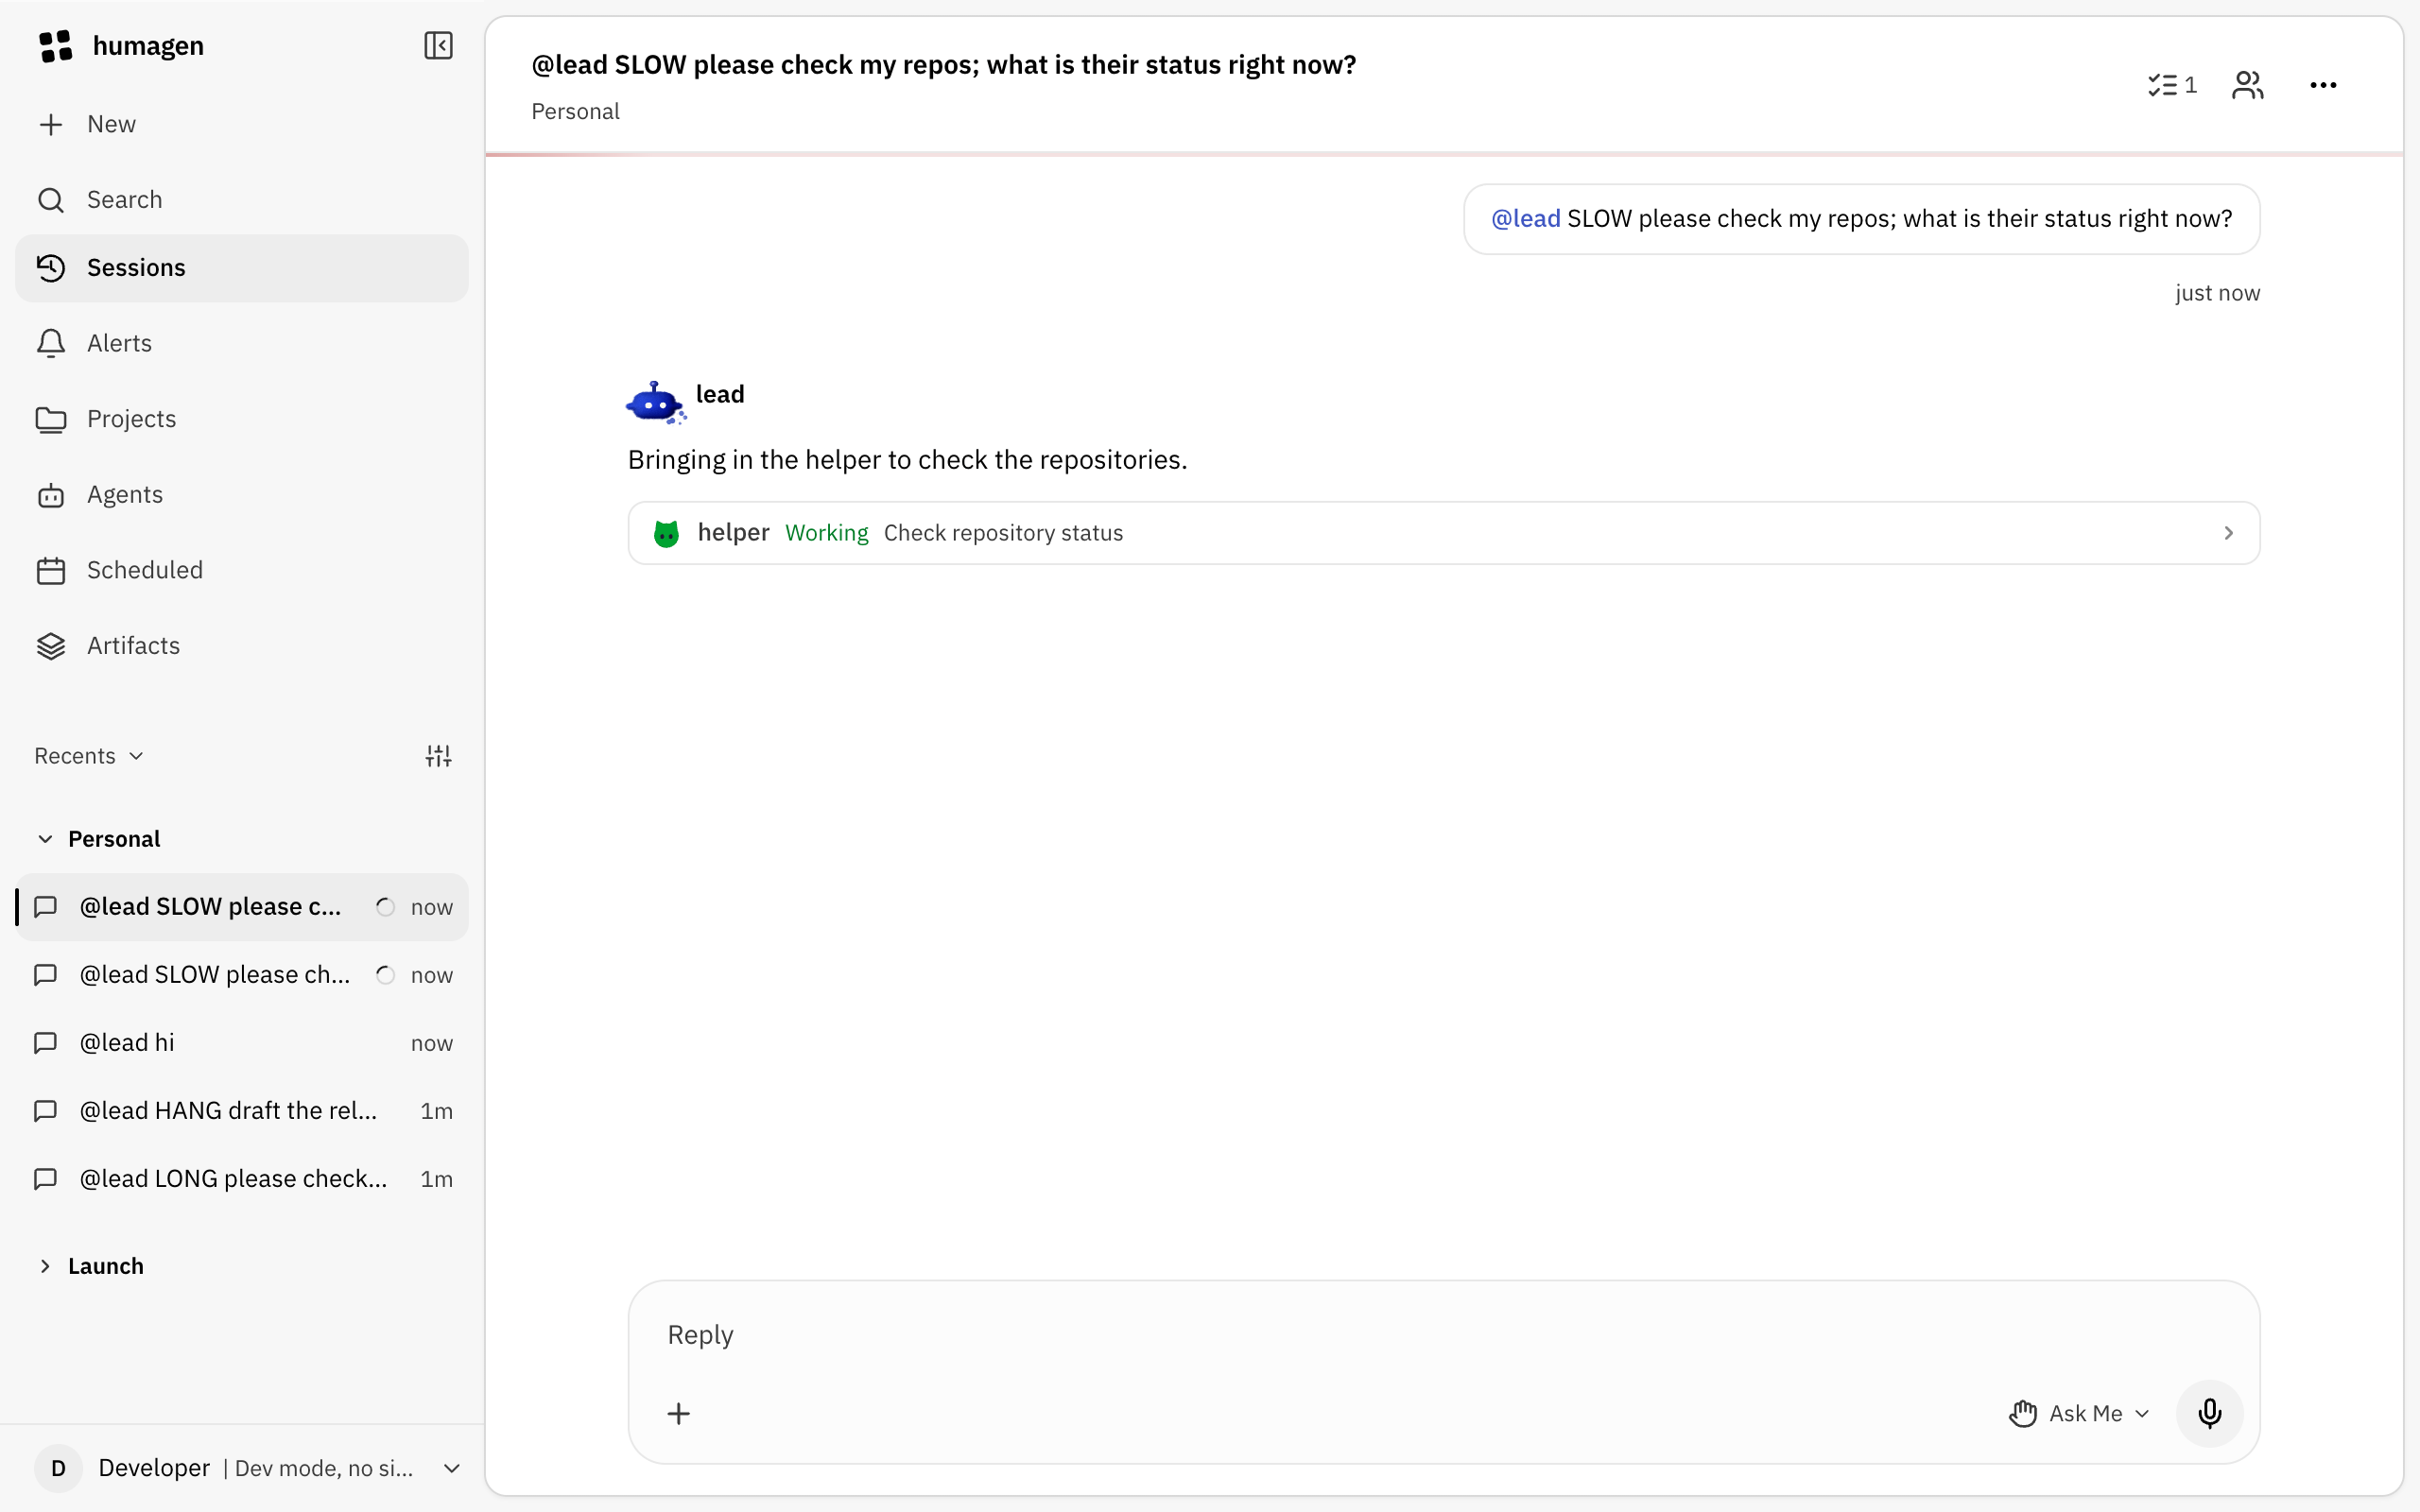 humagen
New
Search
Sessions
Alerts
Projects
Agents
Scheduled
Artifacts
Recents
Personal
@lead SLOW please c... now
@lead SLOW please ch... now
@lead hi now
@lead HANG draft the rel... 1m
@lead LONG please check... 1m
Launch
D Developer | Dev mode, no si...
@lead SLOW please check my repos; what is their status right now?
Personal
1
@lead SLOW please check my repos; what is their status right now?
just now
lead
Bringing in the helper to check the repositories.
helper Working Check repository status
Reply
Ask Me